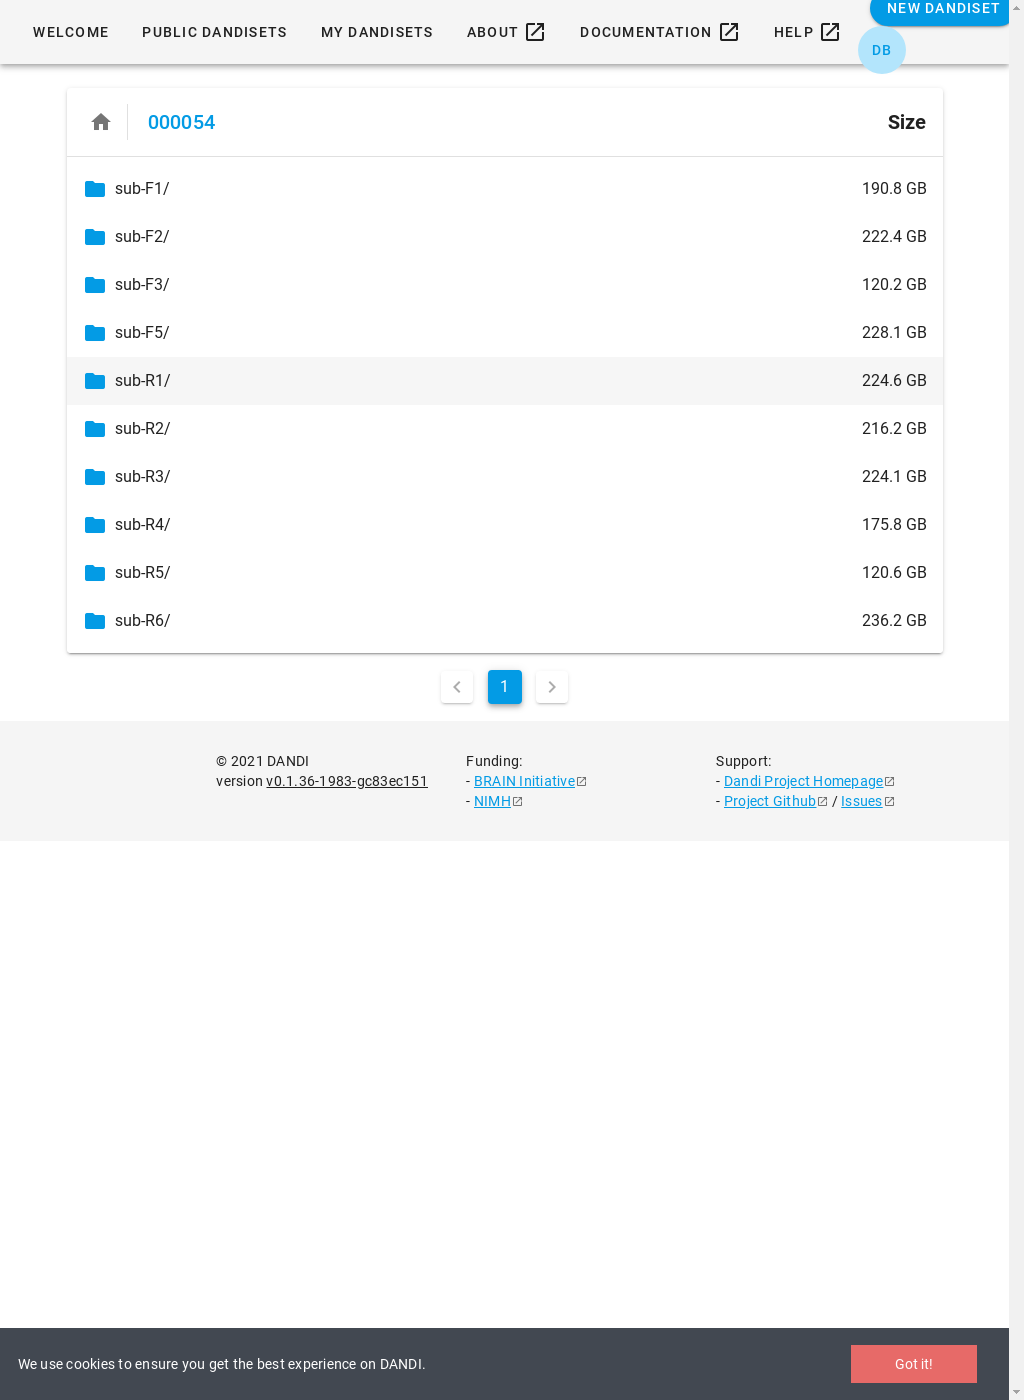 WELCOME PUBLIC DANDISETS MY DANDISETS ABOUT DOCUMENTATION HELP NEW DANDISET
DB
000054 Size
sub-F1/ 190.8 GB
sub-F2/ 222.4 GB
sub-F3/ 120.2 GB
sub-F5/ 228.1 GB
sub-R1/ 224.6 GB
sub-R2/ 216.2 GB
sub-R3/ 224.1 GB
sub-R4/ 175.8 GB
sub-R5/ 120.6 GB
sub-R6/ 236.2 GB
1
© 2021 DANDI
version v0.1.36-1983-gc83ec151
Funding:
- BRAIN Initiative
- NIMH
Support:
- Dandi Project Homepage
- Project Github / Issues
We use cookies to ensure you get the best experience on DANDI.
Got it!